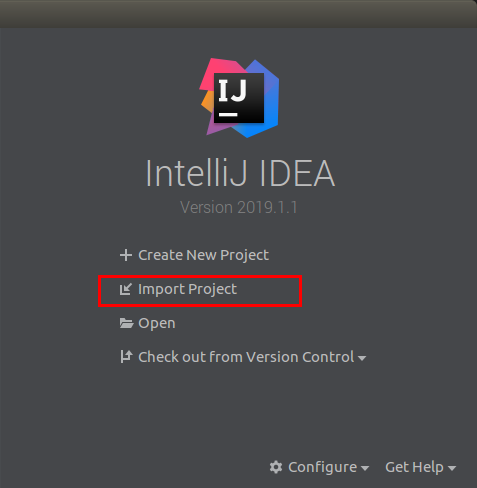 IJ
IntelliJ IDEA
Version 2019.1.1
Create New Project
Import Project
Open
Check out from Version Control
Configure Get Help